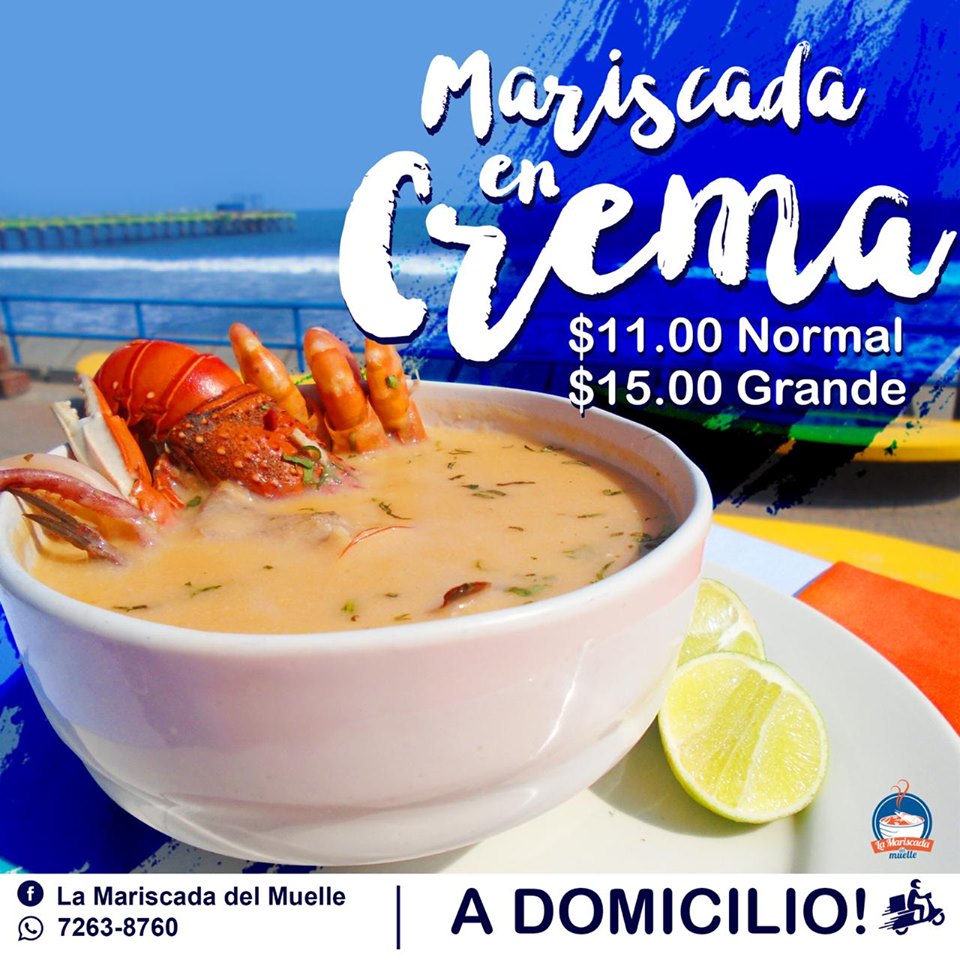 Mariscada
en
Crema
$11.00 Normal
$15.00 Grande
La Mariscada
muelle
La Mariscada del Muelle
7263-8760
A DOMICILIO!